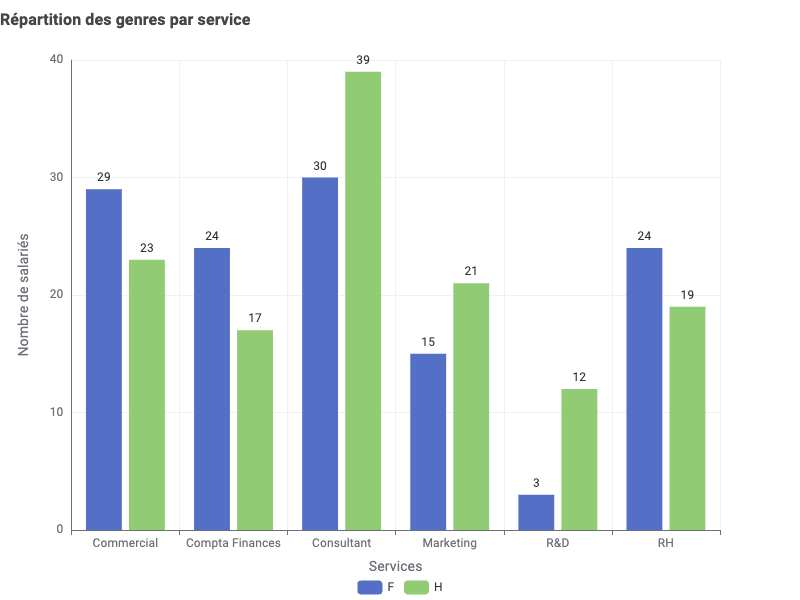 Répartition des genres par service
40
30
20
10
0
Nombre de salariés
29
23
24
17
30
39
15
21
3
12
24
19
Commercial
Compta Finances
Consultant
Marketing
R&D
RH
Services
F
H